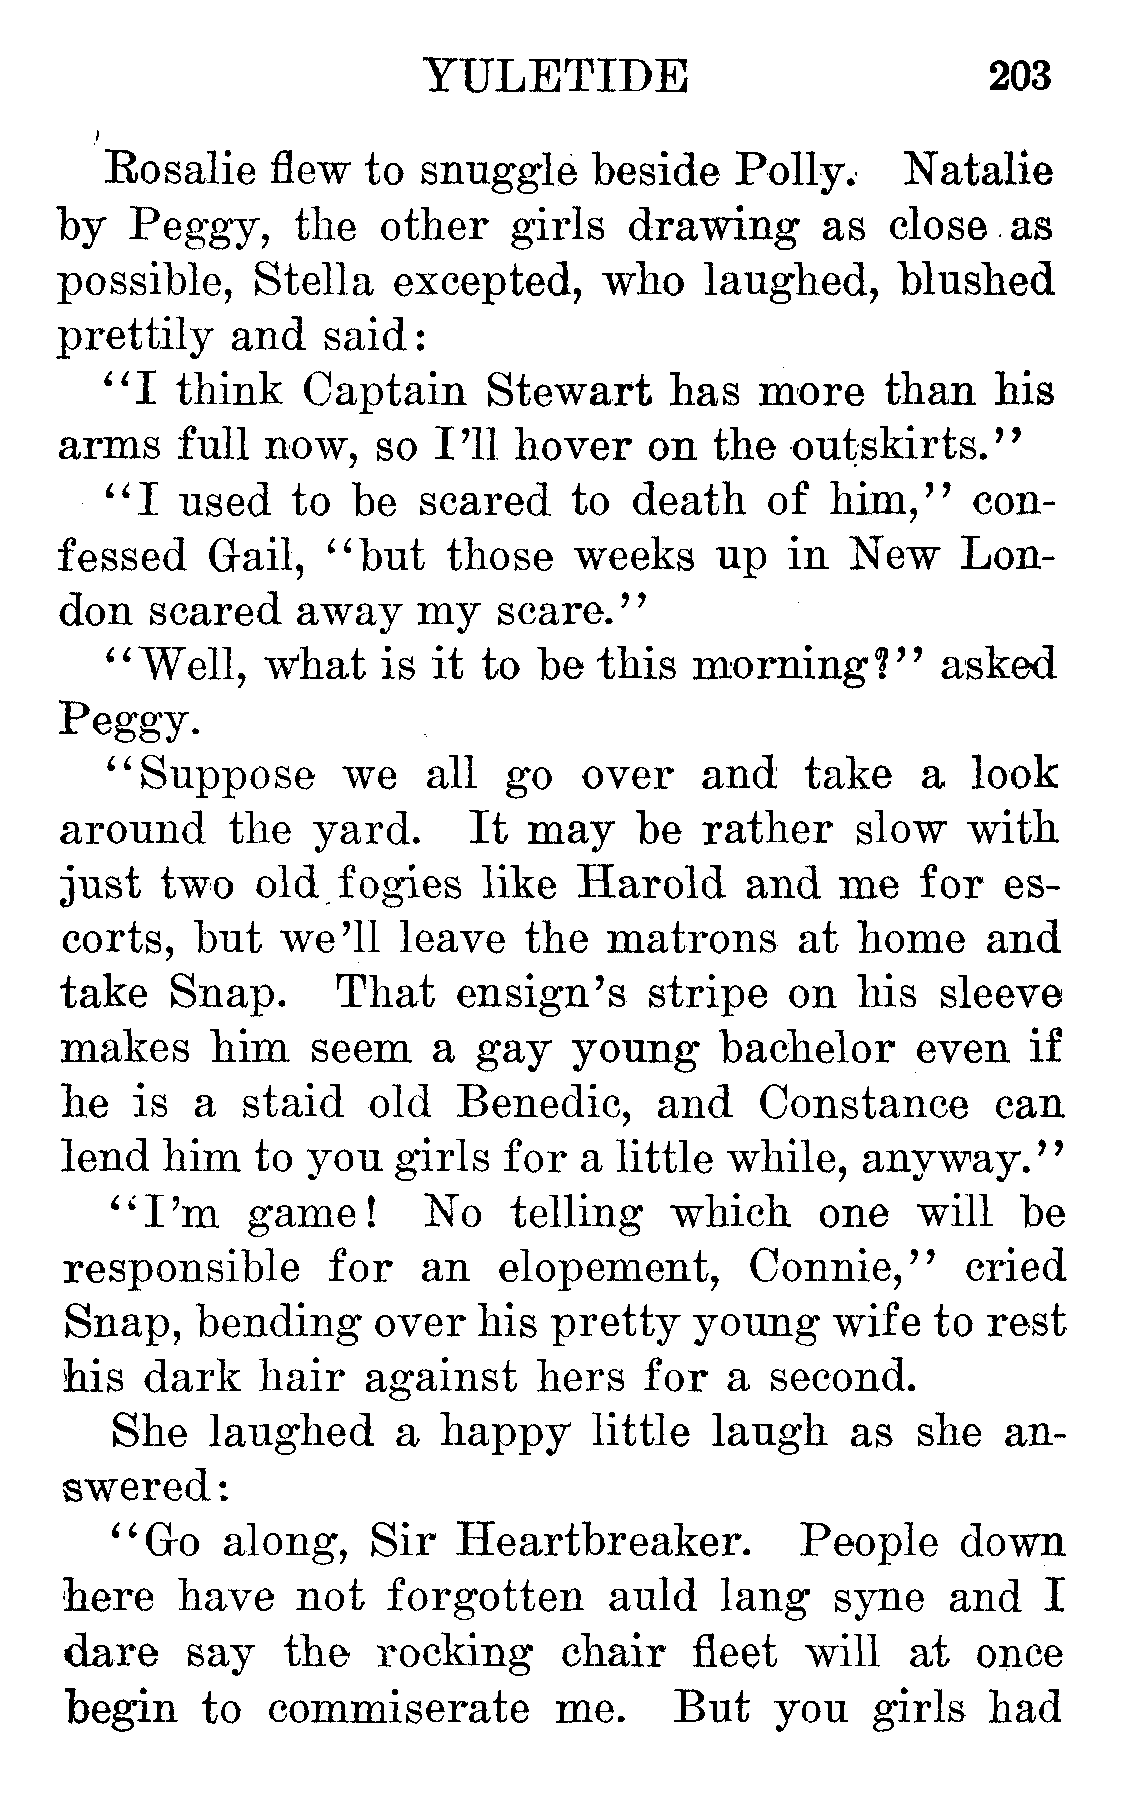 YULETIDE 203
Rosalie flew to snuggle beside Polly. Natalie
by Peggy, the other girls drawing as close as
possible, Stella excepted, who laughed, blushed
prettily and said:
"I think Captain Stewart has more than his
arms full now, so I'll hover on the outskirts."
"I used to be scared to death of him," con-
fessed Gail, "but those weeks up in New Lon-
don scared away my scare."
"Well, what is it to be this morning?" asked
Peggy.
"Suppose we all go over and take a look
around the yard. It may be rather slow with
just two old fogies like Harold and me for es-
corts, but we'll leave the matrons at home and
take Snap. That ensign's stripe on his sleeve
makes him seem a gay young bachelor even if
he is a staid old Benedic, and Constance can
lend him to you girls for a little while, anyway."
"I'm game! No telling which one will be
responsible for an elopement, Connie," cried
Snap, bending over his pretty young wife to rest
his dark hair against hers for a second.
She laughed a happy little laugh as she an-
swered:
"Go along, Sir Heartbreaker. People down
here have not forgotten auld lang syne and I
dare say the rocking chair fleet will at once
begin to commiserate me. But you girls had